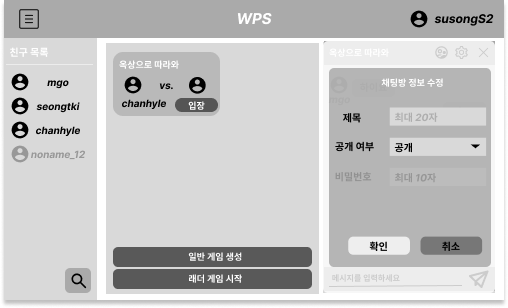 WPS
susongS2
친구 목록
mgo
seongtki
chanhyle
noname_12
옥상으로 따라와
vs.
chanhyle
입장
일반 게임 생성
래더 게임 시작
옥상으로 따라와
mgo
채팅방 정보 수정
제목
최대 20자
공개 여부
공개
비밀번호
최대 10자
확인
취소
메시지를 입력하세요